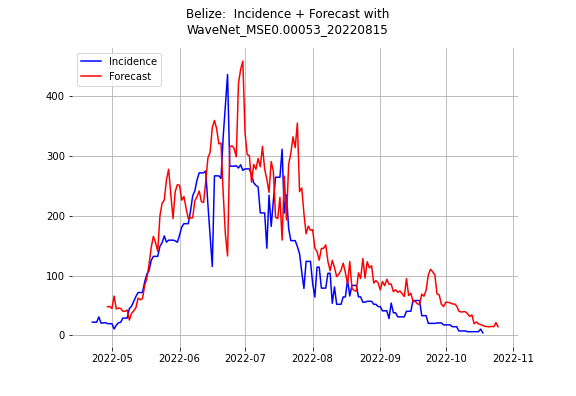 Belize:  Incidence + Forecast with
WaveNet_MSE0.00053_20220815
Incidence
Forecast
400
300
200
100
0
2022-05 2022-06 2022-07 2022-08 2022-09 2022-10 2022-11